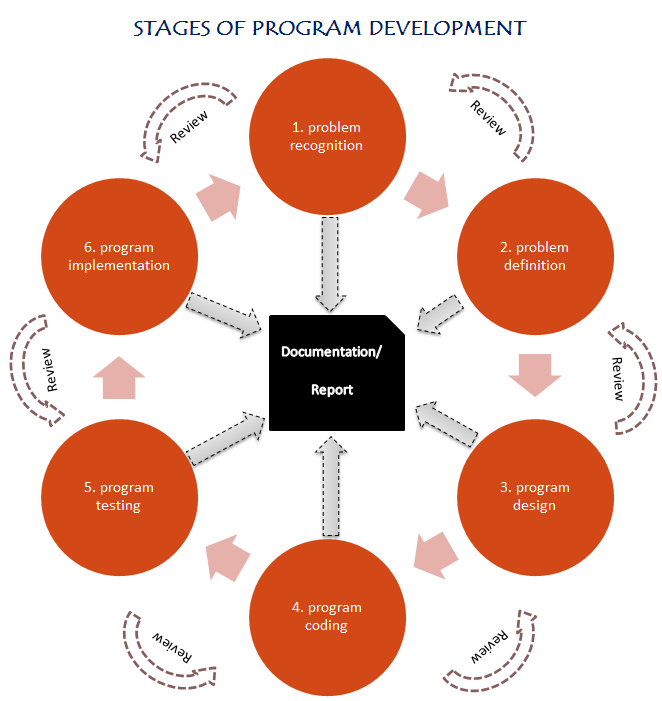 STAGES OF PROGRAM DEVELOPMENT
Review
Review
1. problem
recognition
6. program
implementation
2. problem
definition
Documentation/
Report
Review
Review
5. program
testing
3. program
design
4. program
coding
Review
Review